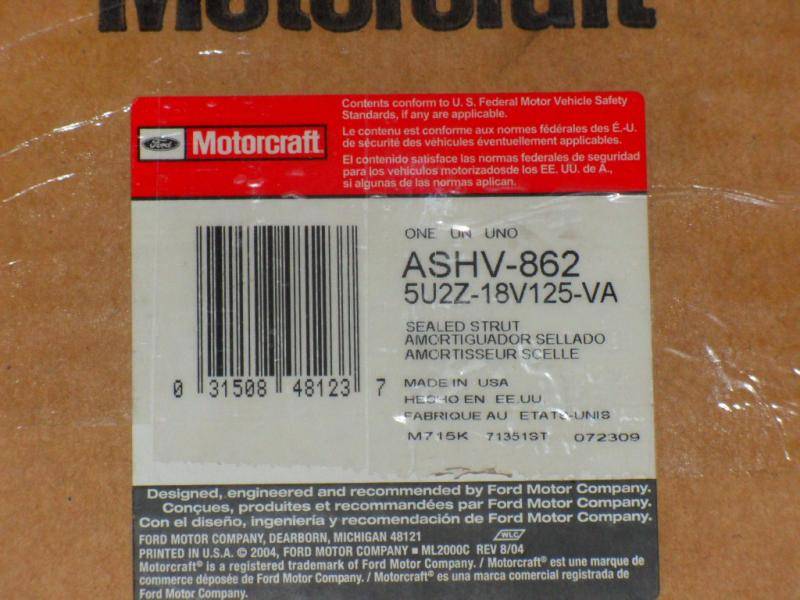 Motorcraft
Contents conform to U. S. Federal Motor Vehicle Safety
Standards, if any are applicable.
Le contenu est conforme aux normes fédérales des É.-U.
de sécurité des véhicules éventuellement applicables.
El contenido satisface las normas federales de seguridad
para los vehículos motorizadosde los EE. UU. de A.,
si algunas de las normas aplican.
Ford Motorcraft
ONE UN UNO
ASHV-862
5U2Z-18V125-VA
SEALED STRUT
AMORTIGUADOR SELLADO
AMORTISSEUR SCELLE
0 31508 48123 7
MADE IN USA
HECHO EN EE.UU
FABRIQUE AU ETATS-UNIS
M715K 71351ST 072309
Designed, engineered and recommended by Ford Motor Company.
Conçues, produites et recommandées par Ford Motor Company.
Con el diseño, ingeniería y recomendación de Ford Motor Company.
FORD MOTOR COMPANY, DEARBORN, MICHIGAN 48121 WLC
PRINTED IN U.S.A. © 2004, FORD MOTOR COMPANY ■ ML2000C REV 8/04
Motorcraft® is a registered trademark of Ford Motor Company. / Motorcraft® est une marque de
commerce déposée de Ford Motor Company. / Motorcraft® es una marca comercial registrada de
Ford Motor Company.